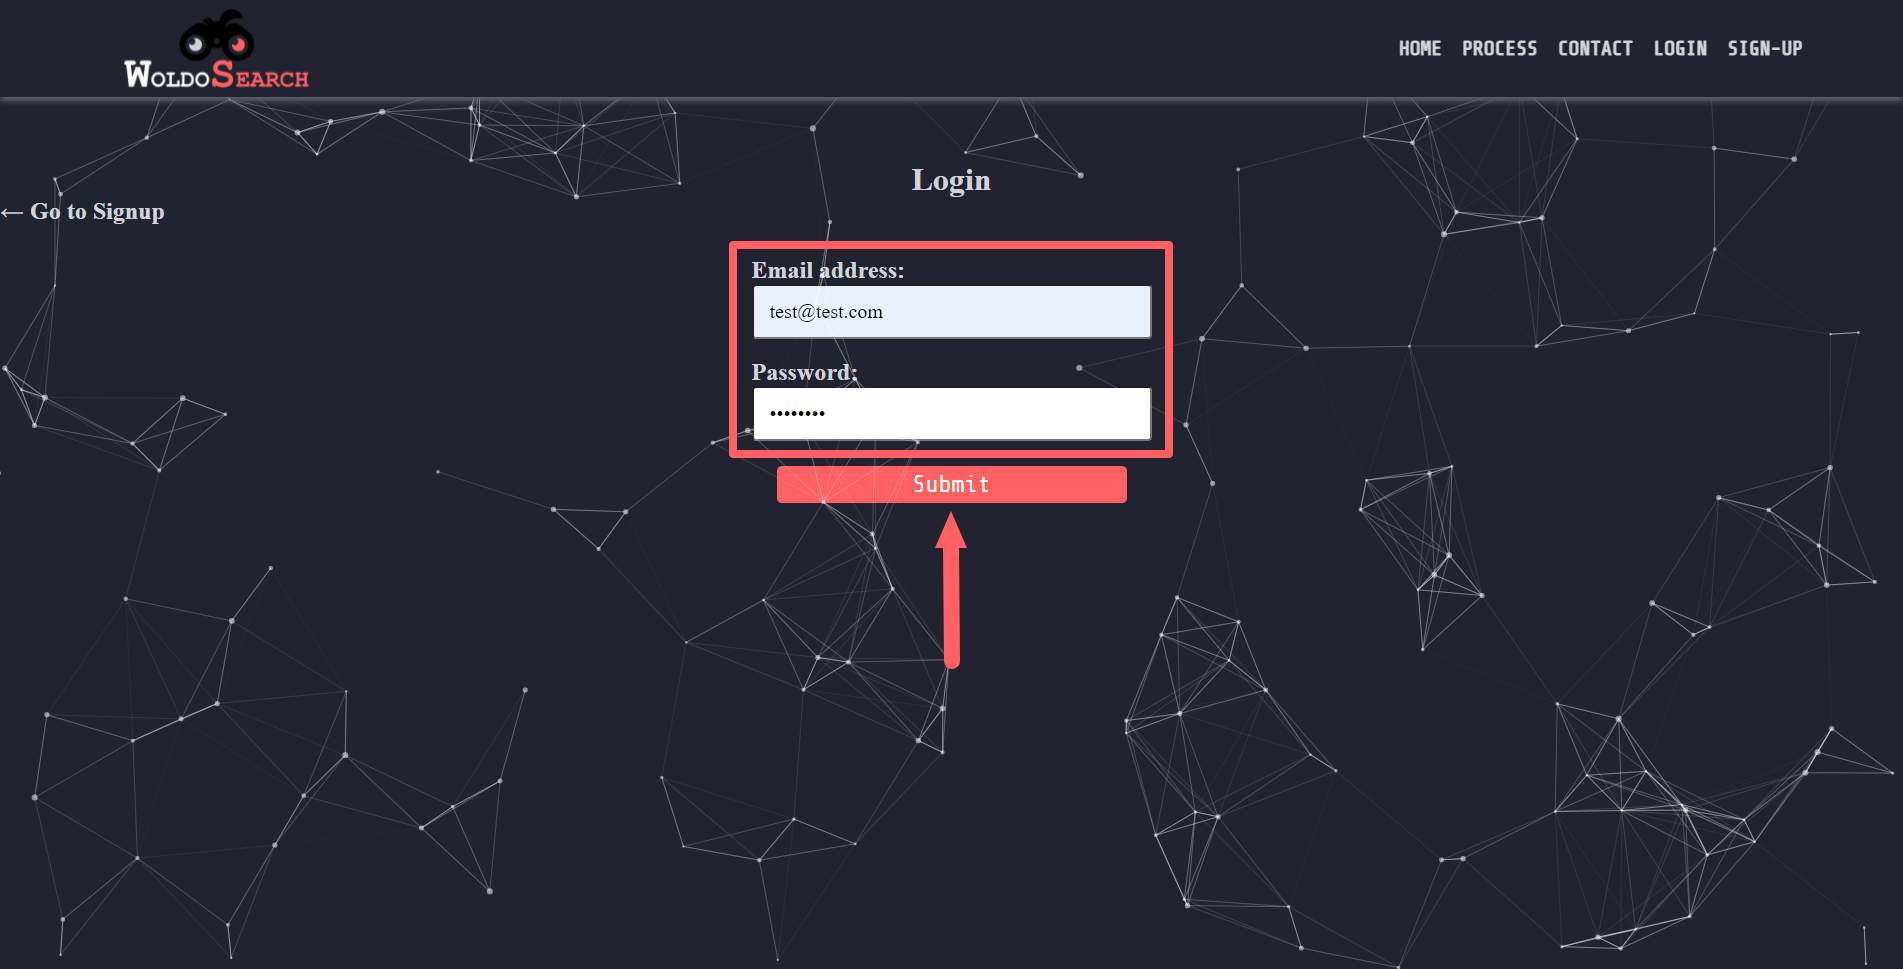 WoldoSearch
HOME PROCESS CONTACT LOGIN SIGN-UP
Login
← Go to Signup
Email address:
test@test.com
Password:
••••••••
Submit